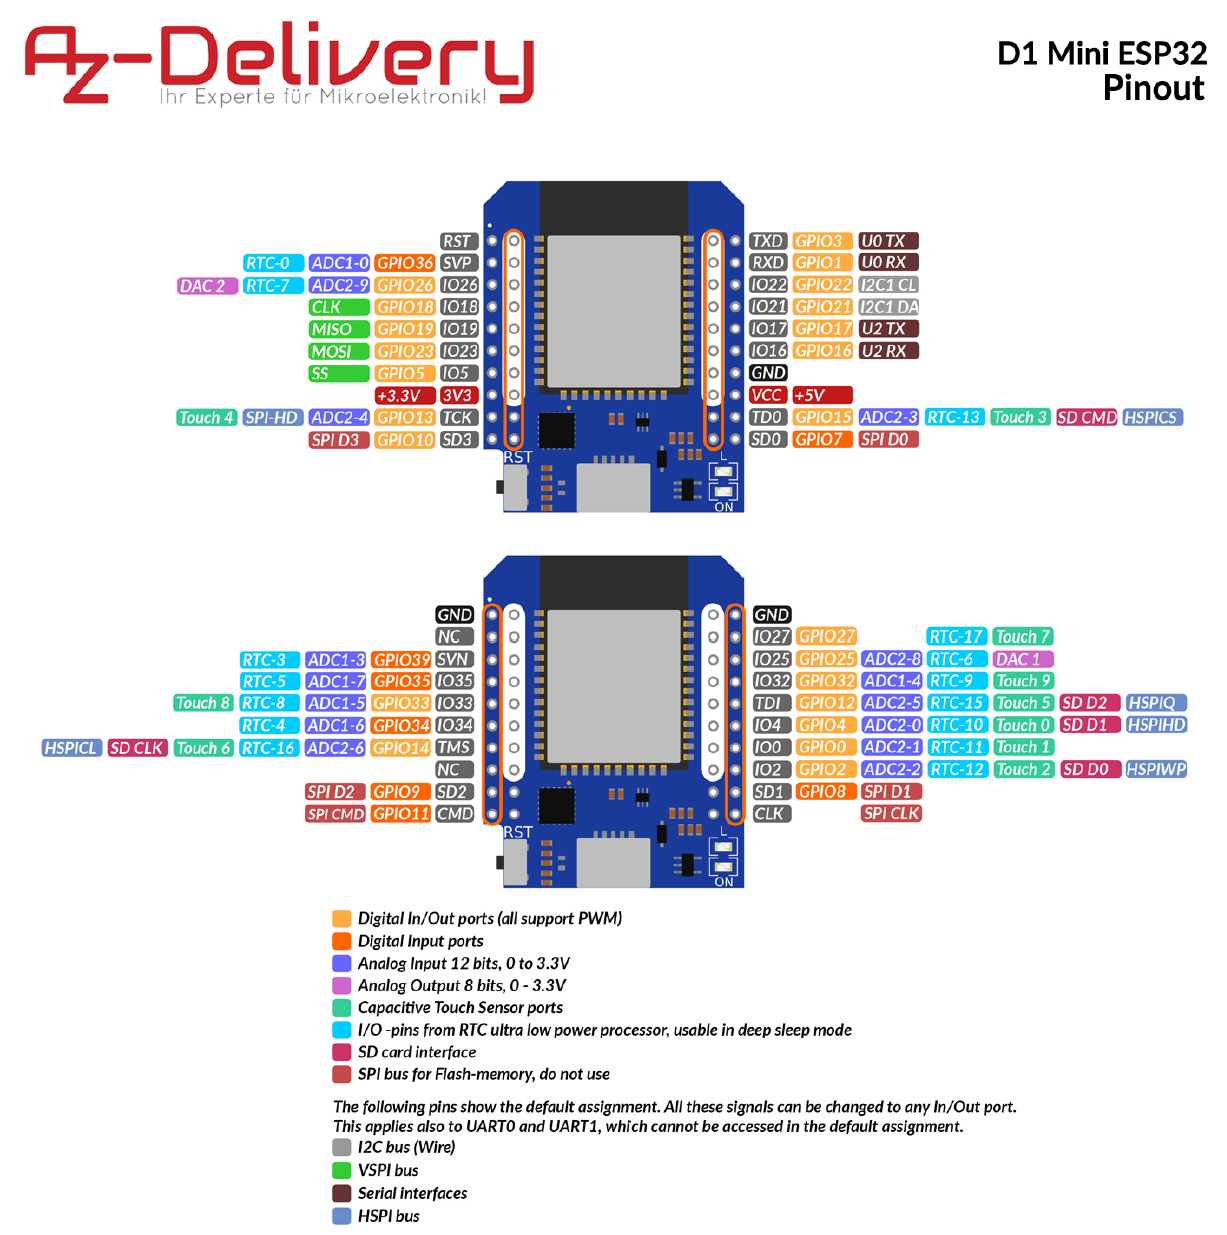 Az-Delivery
Ihr Experte für Mikroelektronik!
D1 Mini ESP32
Pinout
RST
TXD GPIO3 U0 TX
RTC-0 ADC1-0 GPIO36 SVP
RXD GPIO1 U0 RX
DAC 2 RTC-7 ADC2-9 GPIO26 IO26
IO22 GPIO22 I2C1 CL
CLK GPIO18 IO18
IO21 GPIO21 I2C1 DA
MISO GPIO19 IO19
IO17 GPIO17 U2 TX
MOSI GPIO23 IO23
IO16 GPIO16 U2 RX
SS GPIO5 IO5
GND
+3.3V 3V3
VCC +5V
Touch 4 SPI-HD ADC2-4 GPIO13 TCK
TD0 GPIO15 ADC2-3 RTC-13 Touch 3 SD CMD HSPICS
SPI D3 GPIO10 SD3
SD0 GPIO7 SPI D0
RST
L
ON
GND
GND
NC
IO27 GPIO27 RTC-17 Touch 7
RTC-3 ADC1-3 GPIO39 SVN
IO25 GPIO25 ADC2-8 RTC-6 DAC 1
RTC-5 ADC1-7 GPIO35 IO35
IO32 GPIO32 ADC1-4 RTC-9 Touch 9
Touch 8 RTC-8 ADC1-5 GPIO33 IO33
TDI GPIO12 ADC2-5 RTC-15 Touch 5 SD D2 HSPIQ
RTC-4 ADC1-6 GPIO34 IO34
IO4 GPIO4 ADC2-0 RTC-10 Touch 0 SD D1 HSPIHD
HSPICL SD CLK Touch 6 RTC-16 ADC2-6 GPIO14 TMS
IO0 GPIO0 ADC2-1 RTC-11 Touch 1
NC
IO2 GPIO2 ADC2-2 RTC-12 Touch 2 SD D0 HSPIWP
SPI D2 GPIO9 SD2
SD1 GPIO8 SPI D1
SPI CMD GPIO11 CMD
CLK SPI CLK
RST
L
ON
Digital In/Out ports (all support PWM)
Digital Input ports
Analog Input 12 bits, 0 to 3.3V
Analog Output 8 bits, 0 - 3.3V
Capacitive Touch Sensor ports
I/O -pins from RTC ultra low power processor, usable in deep sleep mode
SD card interface
SPI bus for Flash-memory, do not use
The following pins show the default assignment. All these signals can be changed to any In/Out port.
This applies also to UART0 and UART1, which cannot be accessed in the default assignment.
I2C bus (Wire)
VSPI bus
Serial interfaces
HSPI bus